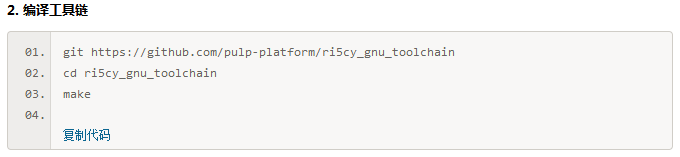 2. 编译工具链
01. git https://github.com/pulp-platform/ri5cy_gnu_toolchain
02. cd ri5cy_gnu_toolchain
03. make
04.
复制代码